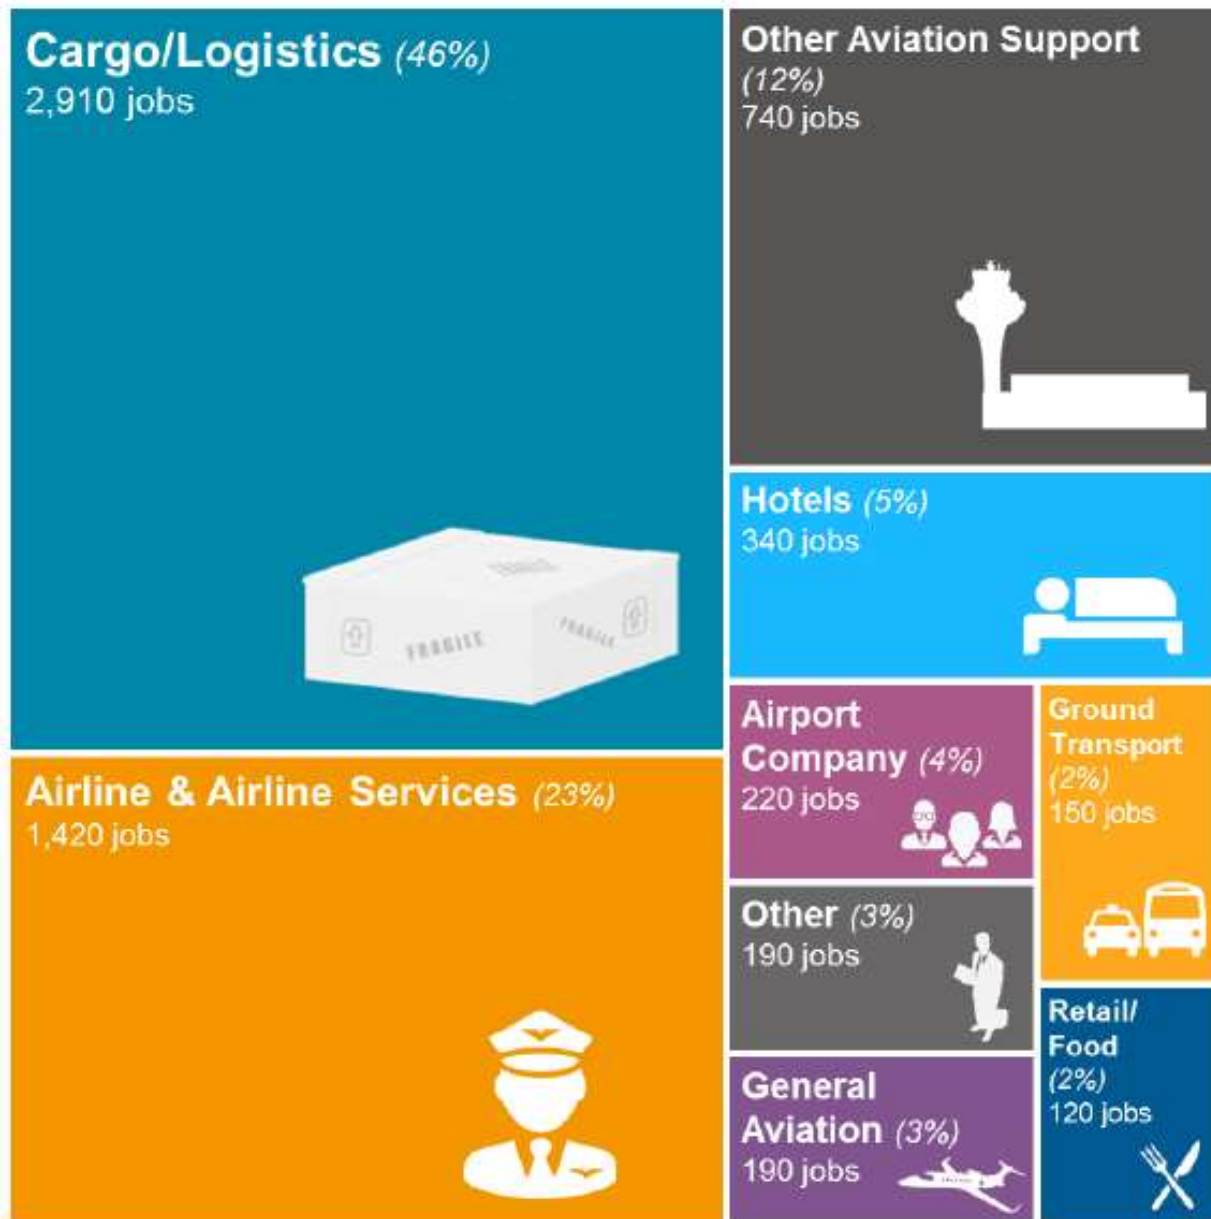 Cargo/Logistics (46%)
2,910 jobs
Other Aviation Support
(12%)
740 jobs
FRAGILE
FRAGILE
FRAGILE
Hotels (5%)
340 jobs
Airport
Company (4%)
220 jobs
Ground
Transport
(2%)
150 jobs
Airline & Airline Services (23%)
1,420 jobs
Other (3%)
190 jobs
General
Aviation (3%)
190 jobs
Retail/
Food
(2%)
120 jobs